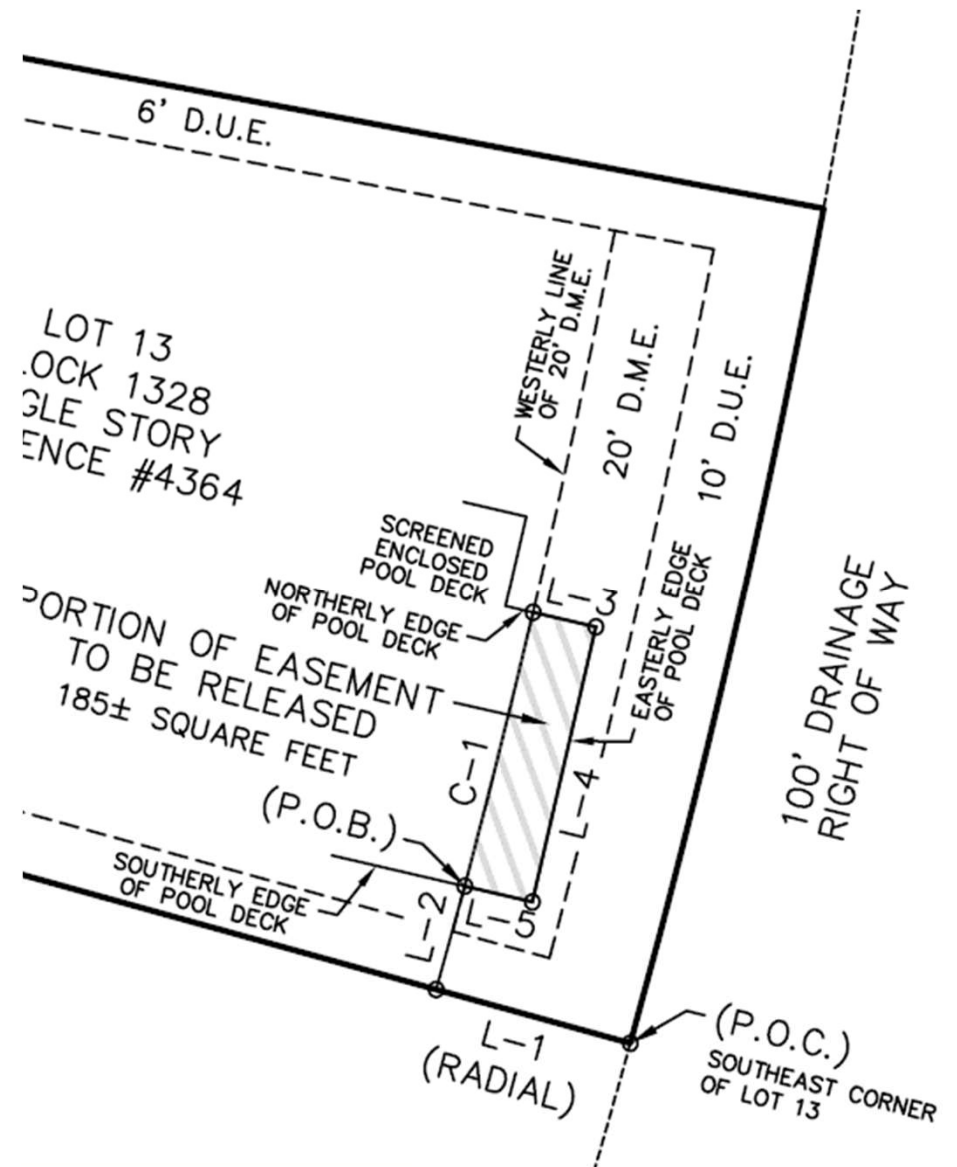 6' D.U.E.
LOT 13
OCK 1328
GLE STORY
ENCE #4364
WESTERLY LINE
OF 20' D.M.E.
20' D.M.E.
10' D.U.E.
SCREENED
ENCLOSED
POOL DECK
NORTHERLY EDGE
OF POOL DECK
L-3
EASTERLY EDGE
OF POOL DECK
PORTION OF EASEMENT
TO BE RELEASED
185± SQUARE FEET
C-1
L-4
100' DRAINAGE
RIGHT OF WAY
(P.O.B.)
SOUTHERLY EDGE
OF POOL DECK
L-2
L-5
L-1
(RADIAL)
(P.O.C.)
SOUTHEAST CORNER
OF LOT 13